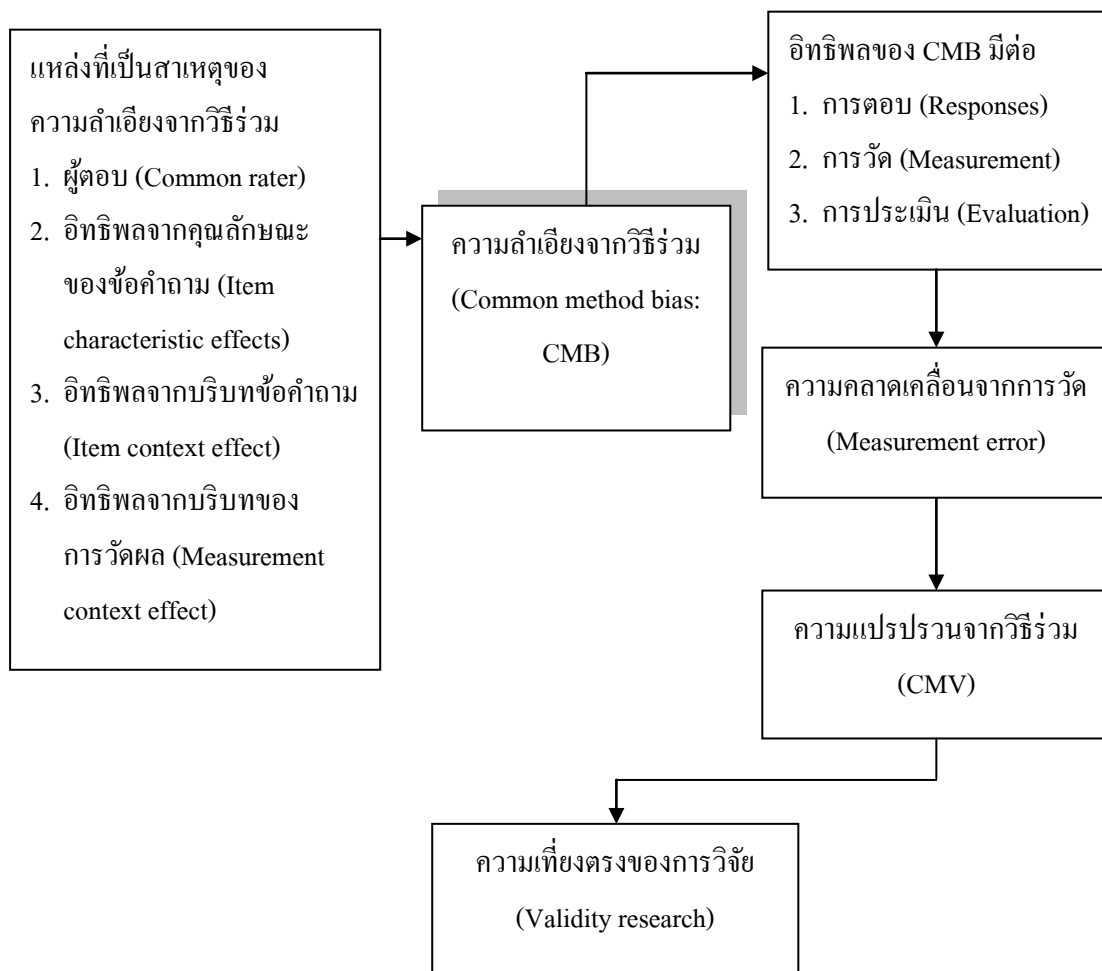 แหล่งที่เป็นสาเหตุของ
ความลำเอียงจากวิธีร่วม
1. ผู้ตอบ (Common rater)
2. อิทธิพลจากคุณลักษณะ
ของข้อคำถาม (Item
characteristic effects)
3. อิทธิพลจากบริบทข้อคำถาม
(Item context effect)
4. อิทธิพลจากบริบทของ
การวัดผล (Measurement
context effect)
ความลำเอียงจากวิธีร่วม
(Common method bias:
CMB)
อิทธิพลของ CMB มีต่อ
1. การตอบ (Responses)
2. การวัด (Measurement)
3. การประเมิน (Evaluation)
ความคลาดเคลื่อนจากการวัด
(Measurement error)
ความแปรปรวนจากวิธีร่วม
(CMV)
ความเที่ยงตรงของการวิจัย
(Validity research)